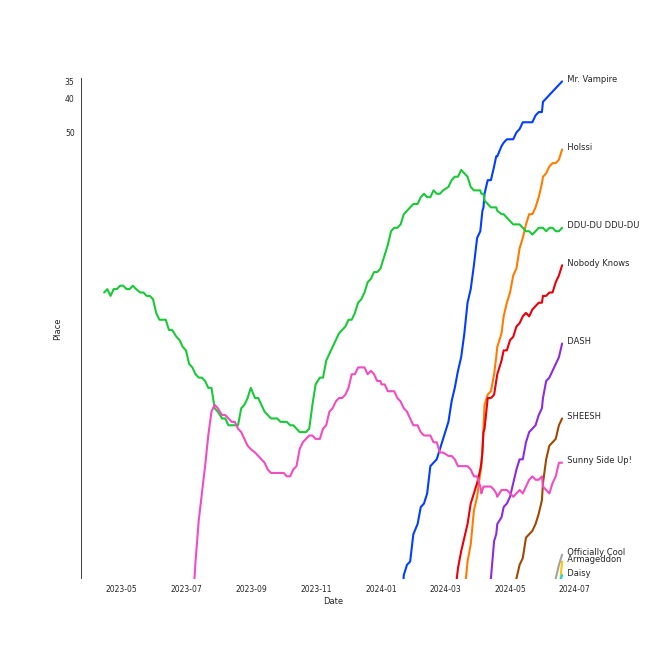 35
40
50
Place
Mr. Vampire
Holssi
DDU-DU DDU-DU
Nobody Knows
DASH
SHEESH
Sunny Side Up!
Officially Cool
Armageddon
Daisy
2023-05
2023-07
2023-09
2023-11
2024-01
2024-03
2024-05
2024-07
Date